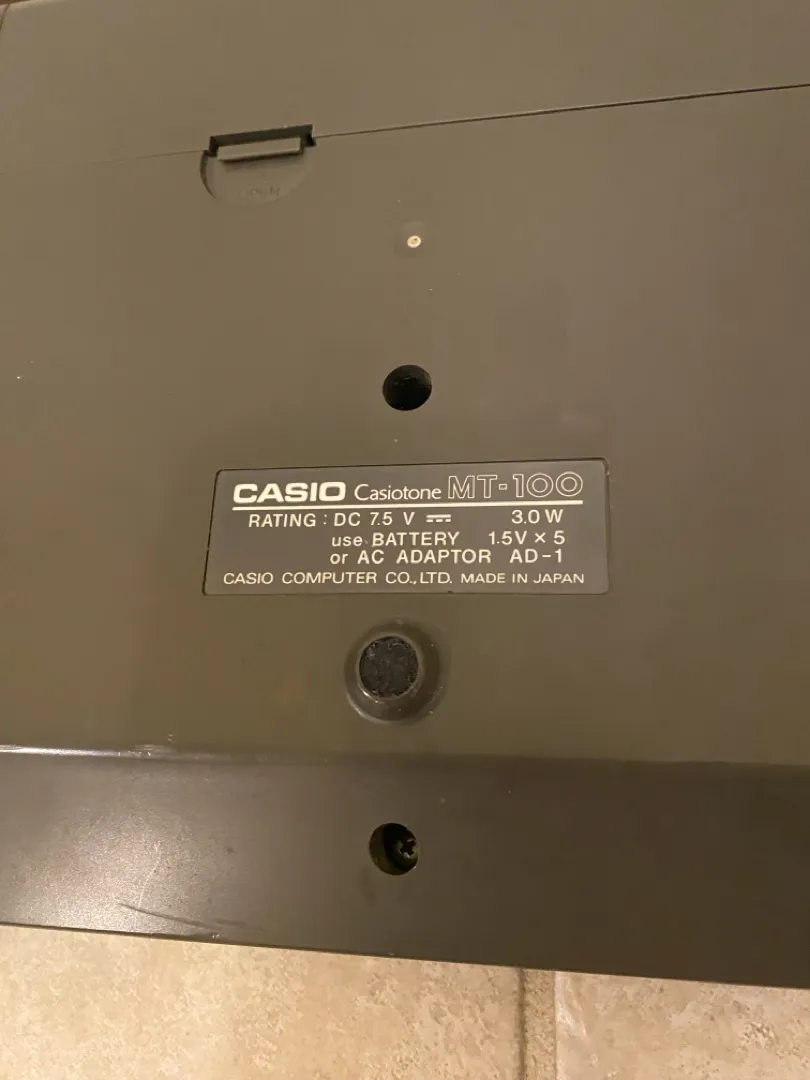 OPEN
CASIO Casiotone MT-100
RATING : DC 7.5 V ⎓ 3.0 W
use BATTERY 1.5V × 5
or AC ADAPTOR AD-1
CASIO COMPUTER CO.,LTD. MADE IN JAPAN